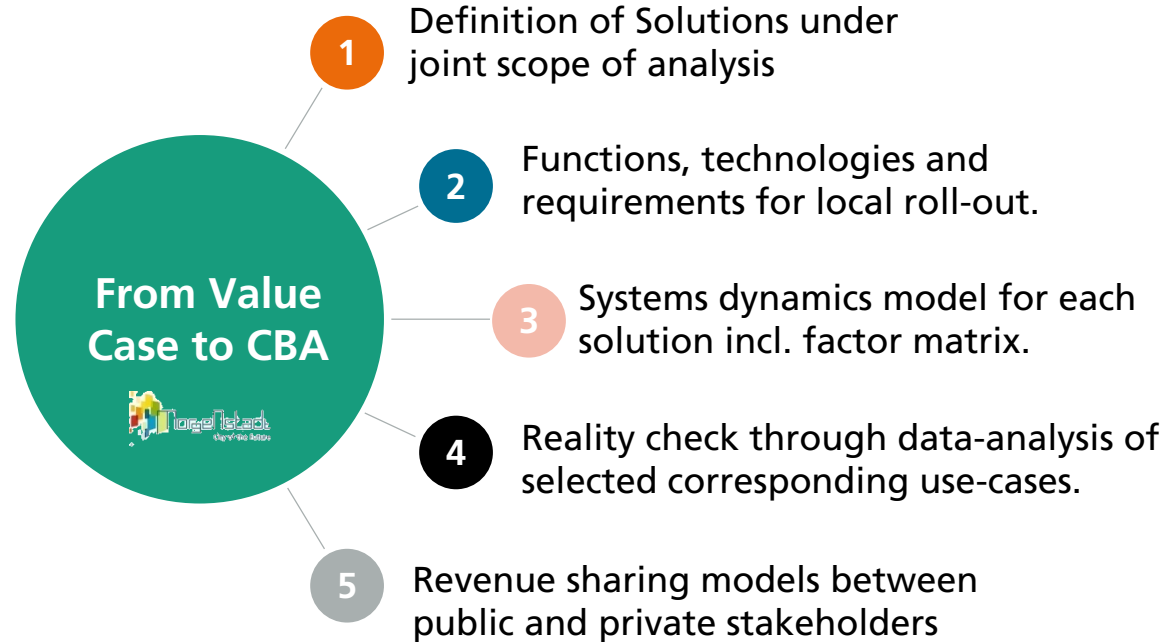 1
Definition of Solutions under
joint scope of analysis
2
Functions, technologies and
requirements for local roll-out.
From Value
Case to CBA
3
Systems dynamics model for each
solution incl. factor matrix.
4
Reality check through data-analysis of
selected corresponding use-cases.
5
Revenue sharing models between
public and private stakeholders